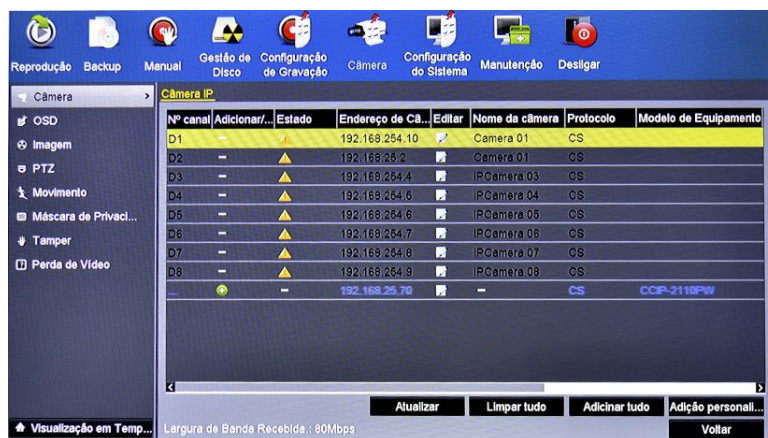 Reprodução Backup Manual Gestão de Disco Configuração de Gravação Câmera Configuração do Sistema Manutenção Desligar
Câmera
OSD
Imagem
PTZ
Movimento
Máscara de Privaci...
Tamper
Perda de Vídeo
Visualização em Temp...
Câmera IP
Nº canal Adicionar/... Estado Endereço de Câ... Editar Nome da câmera Protocolo Modelo de Equipamento
D1 192.168.254.10 Camera 01 CS
D2 192.168.25.2 Camera 01 CS
D3 192.168.254.4 IPCamera 03 CS
D4 192.168.254.5 IPCamera 04 CS
D5 192.168.254.6 IPCamera 05 CS
D6 192.168.254.7 IPCamera 06 CS
D7 192.168.254.8 IPCamera 07 CS
D8 192.168.254.9 IPCamera 08 CS
192.168.25.70 CS CCIP-2110PW
Atualizar Limpar tudo Adicinar tudo Adição personali...
Largura de Banda Recebida.: 80Mbps
Voltar